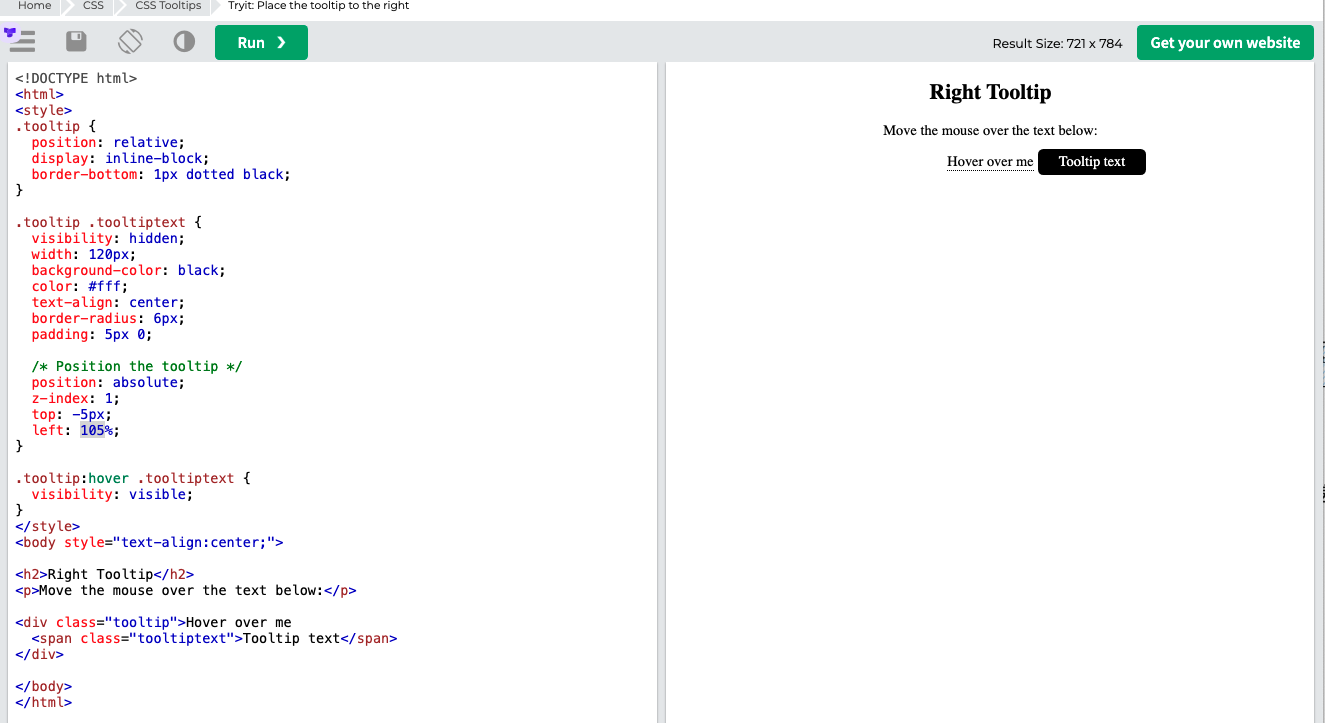 Home
CSS
CSS Tooltips
Tryit: Place the tooltip to the right
Run ❯
Result Size: 721 x 784
Get your own website
<!DOCTYPE html>
<html>
<style>
.tooltip {
  position: relative;
  display: inline-block;
  border-bottom: 1px dotted black;
}

.tooltip .tooltiptext {
  visibility: hidden;
  width: 120px;
  background-color: black;
  color: #fff;
  text-align: center;
  border-radius: 6px;
  padding: 5px 0;

  /* Position the tooltip */
  position: absolute;
  z-index: 1;
  top: -5px;
  left: 105%;
}

.tooltip:hover .tooltiptext {
  visibility: visible;
}
</style>
<body style="text-align:center;">

<h2>Right Tooltip</h2>
<p>Move the mouse over the text below:</p>

<div class="tooltip">Hover over me
  <span class="tooltiptext">Tooltip text</span>
</div>

</body>
</html>
Right Tooltip
Move the mouse over the text below:
Hover over me
Tooltip text